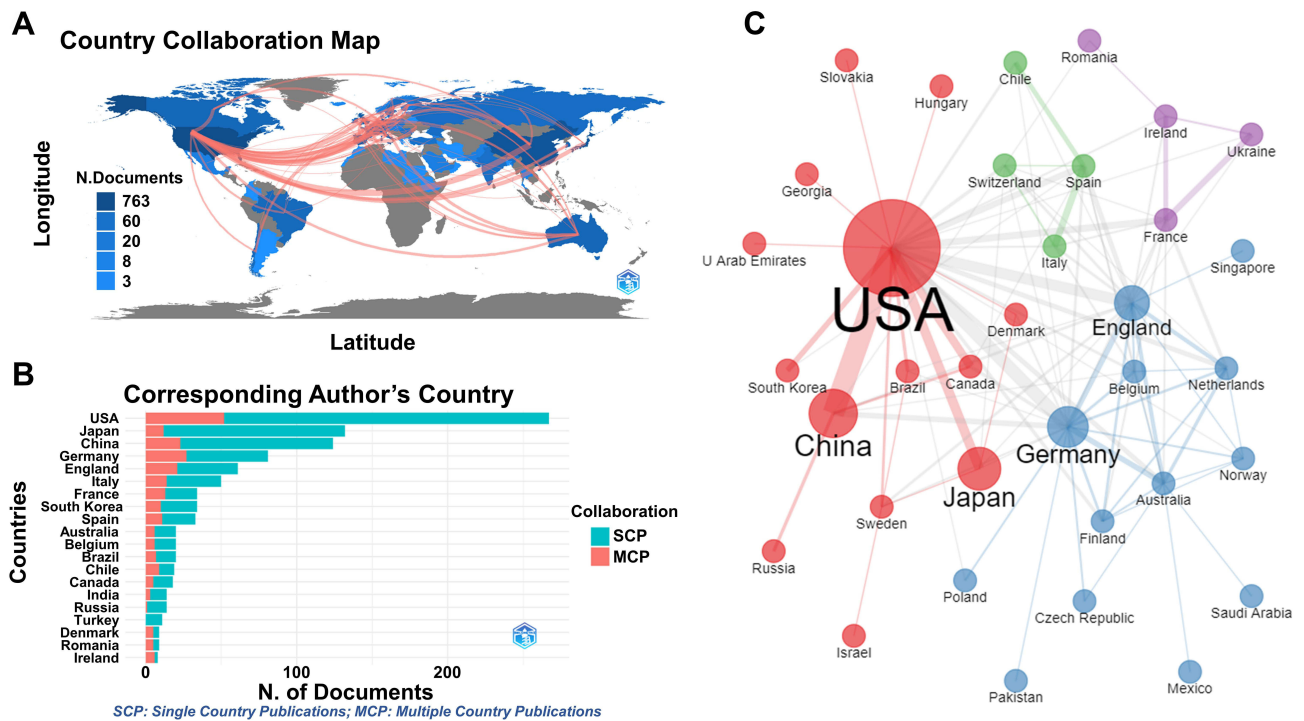 A
Country Collaboration Map
Longitude
N.Documents
763
60
20
8
3
Latitude
B
Corresponding Author's Country
Countries
USA
Japan
China
Germany
England
Italy
France
South Korea
Spain
Australia
Belgium
Brazil
Chile
Canada
India
Russia
Turkey
Denmark
Romania
Ireland
0
100
200
N. of Documents
Collaboration
SCP
MCP
SCP: Single Country Publications; MCP: Multiple Country Publications
C
Romania
Slovakia
Chile
Hungary
Ireland
Ukraine
Georgia
Switzerland
Spain
France
U Arab Emirates
Italy
Singapore
USA
England
Denmark
South Korea
Brazil
Canada
Belgium
Netherlands
China
Germany
Japan
Norway
Australia
Sweden
Finland
Russia
Poland
Czech Republic
Saudi Arabia
Israel
Pakistan
Mexico